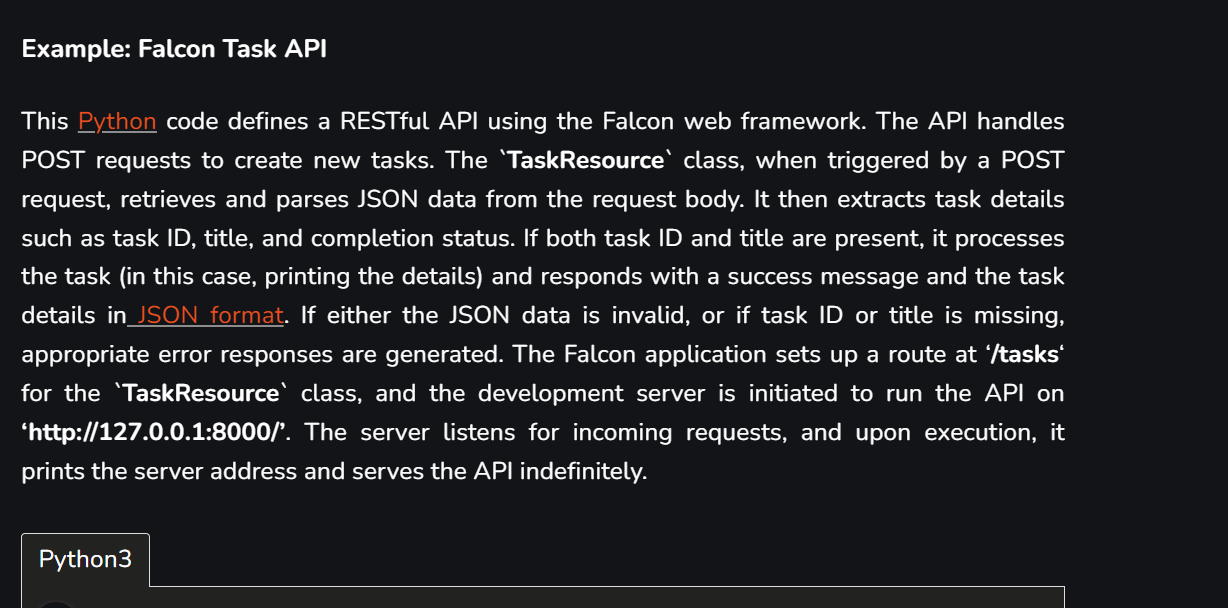 Example: Falcon Task API
This Python code defines a RESTful API using the Falcon web framework. The API handles
POST requests to create new tasks. The `TaskResource` class, when triggered by a POST
request, retrieves and parses JSON data from the request body. It then extracts task details
such as task ID, title, and completion status. If both task ID and title are present, it processes
the task (in this case, printing the details) and responds with a success message and the task
details in JSON format. If either the JSON data is invalid, or if task ID or title is missing,
appropriate error responses are generated. The Falcon application sets up a route at ‘/tasks‘
for the `TaskResource` class, and the development server is initiated to run the API on
‘http://127.0.0.1:8000/’. The server listens for incoming requests, and upon execution, it
prints the server address and serves the API indefinitely.
Python3